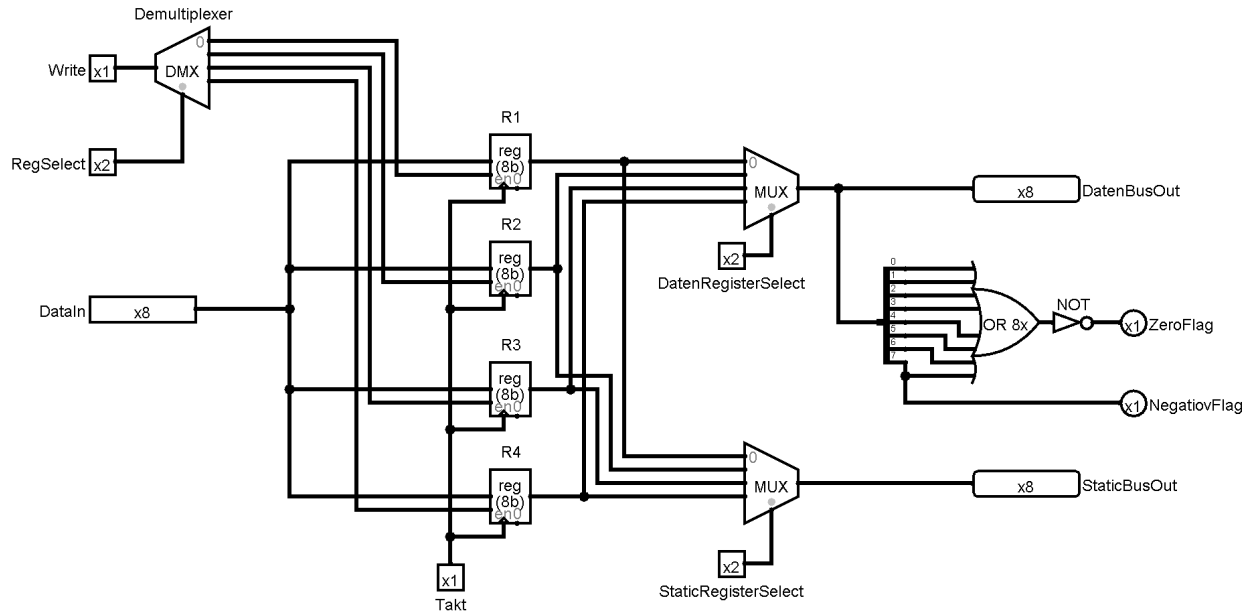 Demultiplexer
0
Write x1
DMX
RegSelect x2
R1
reg
(8b)
en0
0
MUX
x8 DatenBusOut
R2
reg
(8b)
en0
x2
DatenRegisterSelect
DataIn x8
0
1
2
3
4
5
6
7
OR 8x
NOT
x1 ZeroFlag
R3
reg
(8b)
en0
x1 NegatiovFlag
R4
reg
(8b)
en0
0
MUX
x8 StaticBusOut
x2
StaticRegisterSelect
x1
Takt